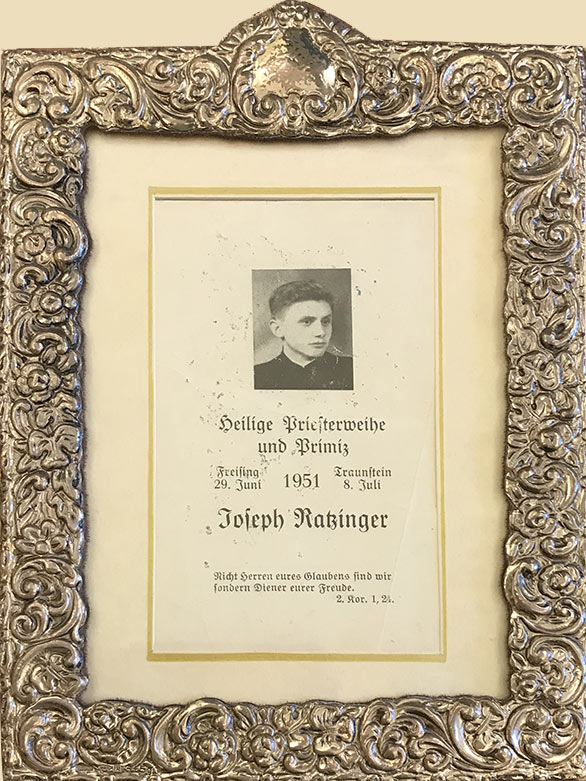 Heilige Priesterweihe
und Primiz
Freising 1951 Traunstein
29. Juni 8. Juli
Joseph Ratzinger
Nicht Herren eures Glaubens sind wir
sondern Diener eurer Freude.
2. Kor. 1, 24.